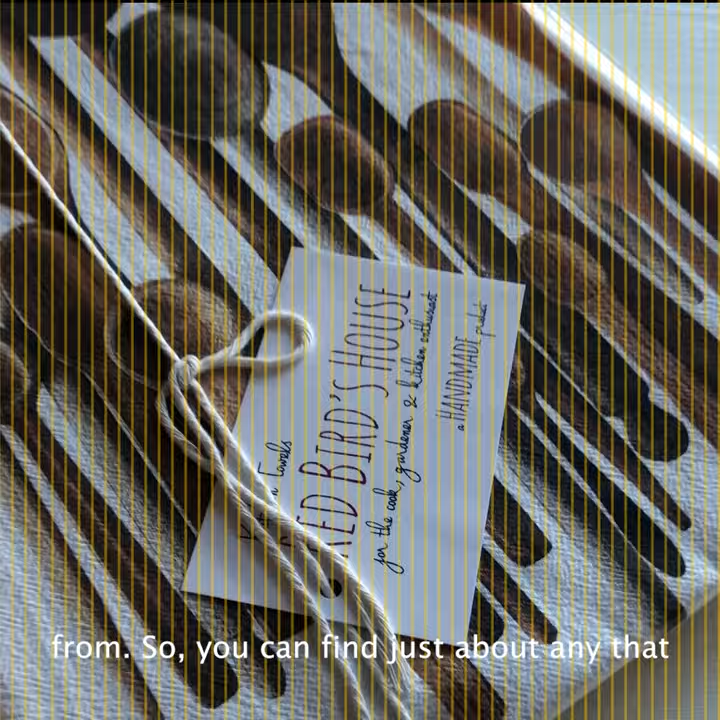 Towels
RED BIRD'S HOUSE
for the cook, gardener & kitchen enthusiast
a HANDMADE product
from. So, you can find just about any that